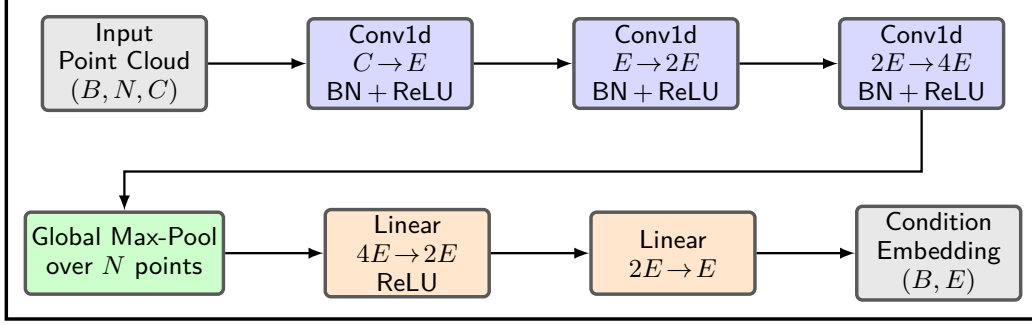 Input
Point Cloud
(B, N, C)
Conv1d
C → E
BN + ReLU
Conv1d
E → 2E
BN + ReLU
Conv1d
2E → 4E
BN + ReLU
Global Max-Pool
over N points
Linear
4E → 2E
ReLU
Linear
2E → E
Condition
Embedding
(B, E)